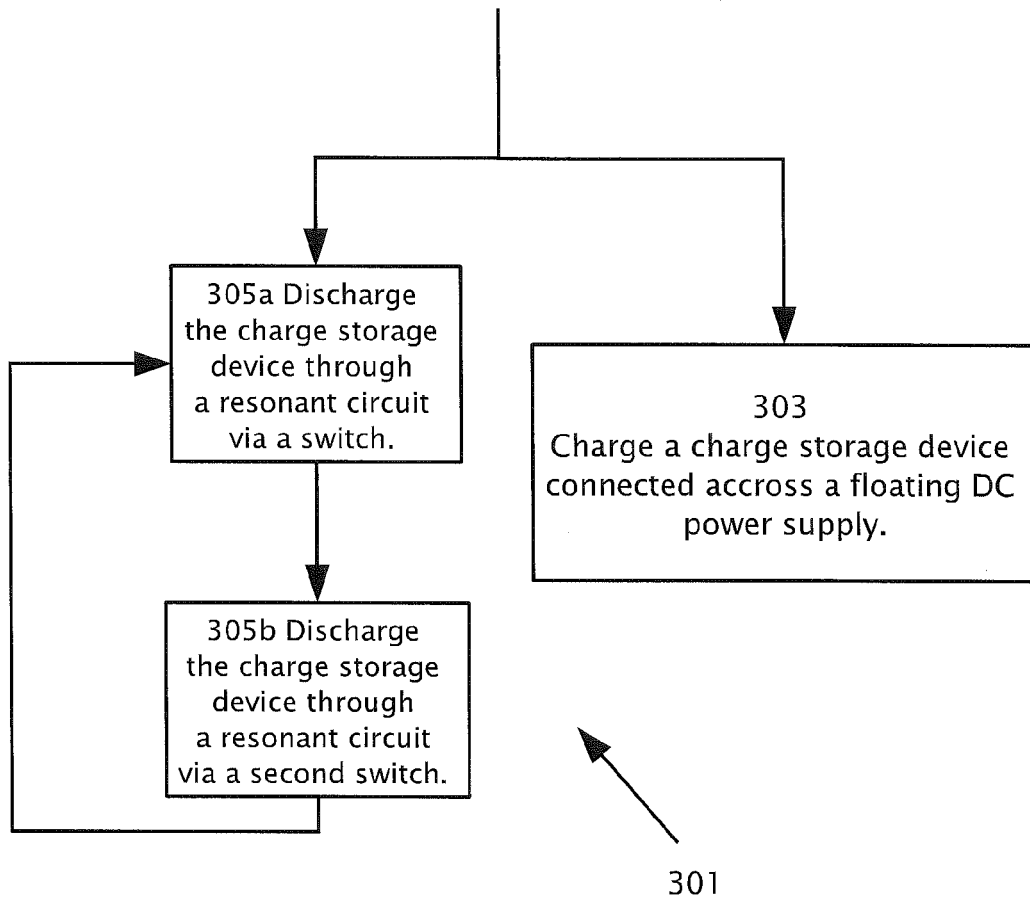 305a Discharge
the charge storage
device through
a resonant circuit
via a switch.
303
Charge a charge storage device
connected accross a floating DC
power supply.
305b Discharge
the charge storage
device through
a resonant circuit
via a second switch.
301